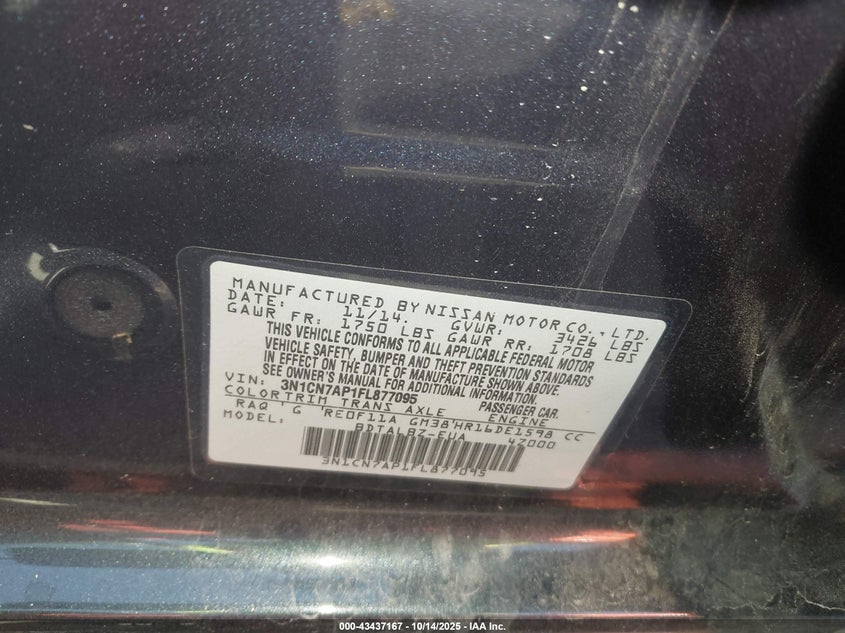 MANUFACTURED BY NISSAN MOTOR CO., LTD.
DATE: 11/14. GVWR: 3426 LBS
GAWR FR: 1750 LBS GAWR RR: 1708 LBS
THIS VEHICLE CONFORMS TO ALL APPLICABLE FEDERAL MOTOR
VEHICLE SAFETY, BUMPER AND THEFT PREVENTION STANDARDS
IN EFFECT ON THE DATE OF MANUFACTURE SHOWN ABOVE.
SEE OWNER'S MANUAL FOR ADDITIONAL INFORMATION.
VIN: 3N1CN7AP1FL877095 PASSENGER CAR.
COLOR TRIM TRANS AXLE ENGINE
RAQ 'G 'RE0F11A GM38'HR16DE1598 CC
MODEL: BDTALBZ-EUA 47000
3N1CN7AP1FL877095
000-43437167 - 10/14/2025 - IAA Inc.